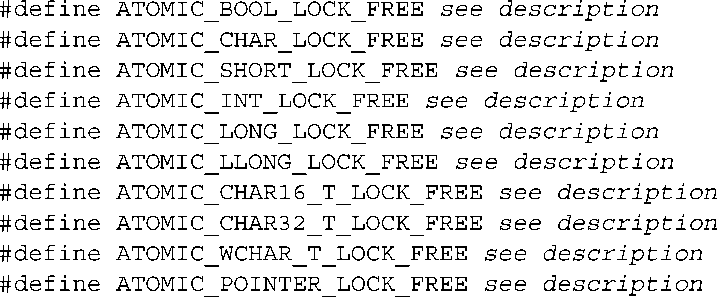 #define ATOMIC_BOOL_LOCK_FREE see description
#define ATOMIC_CHAR_LOCK_FREE see description
#define ATOMIC_SHORT_LOCK_FREE see description
#define ATOMIC_INT_LOCK_FREE see description
#define ATOMIC_LONG_LOCK_FREE see description
#define ATOMIC_LLONG_LOCK_FREE see description
#define ATOMIC_CHAR16_T_LOCK_FREE see description
#define ATOMIC_CHAR32_T_LOCK_FREE see description
#define ATOMIC_WCHAR_T_LOCK_FREE see description
#define ATOMIC_POINTER_LOCK_FREE see description